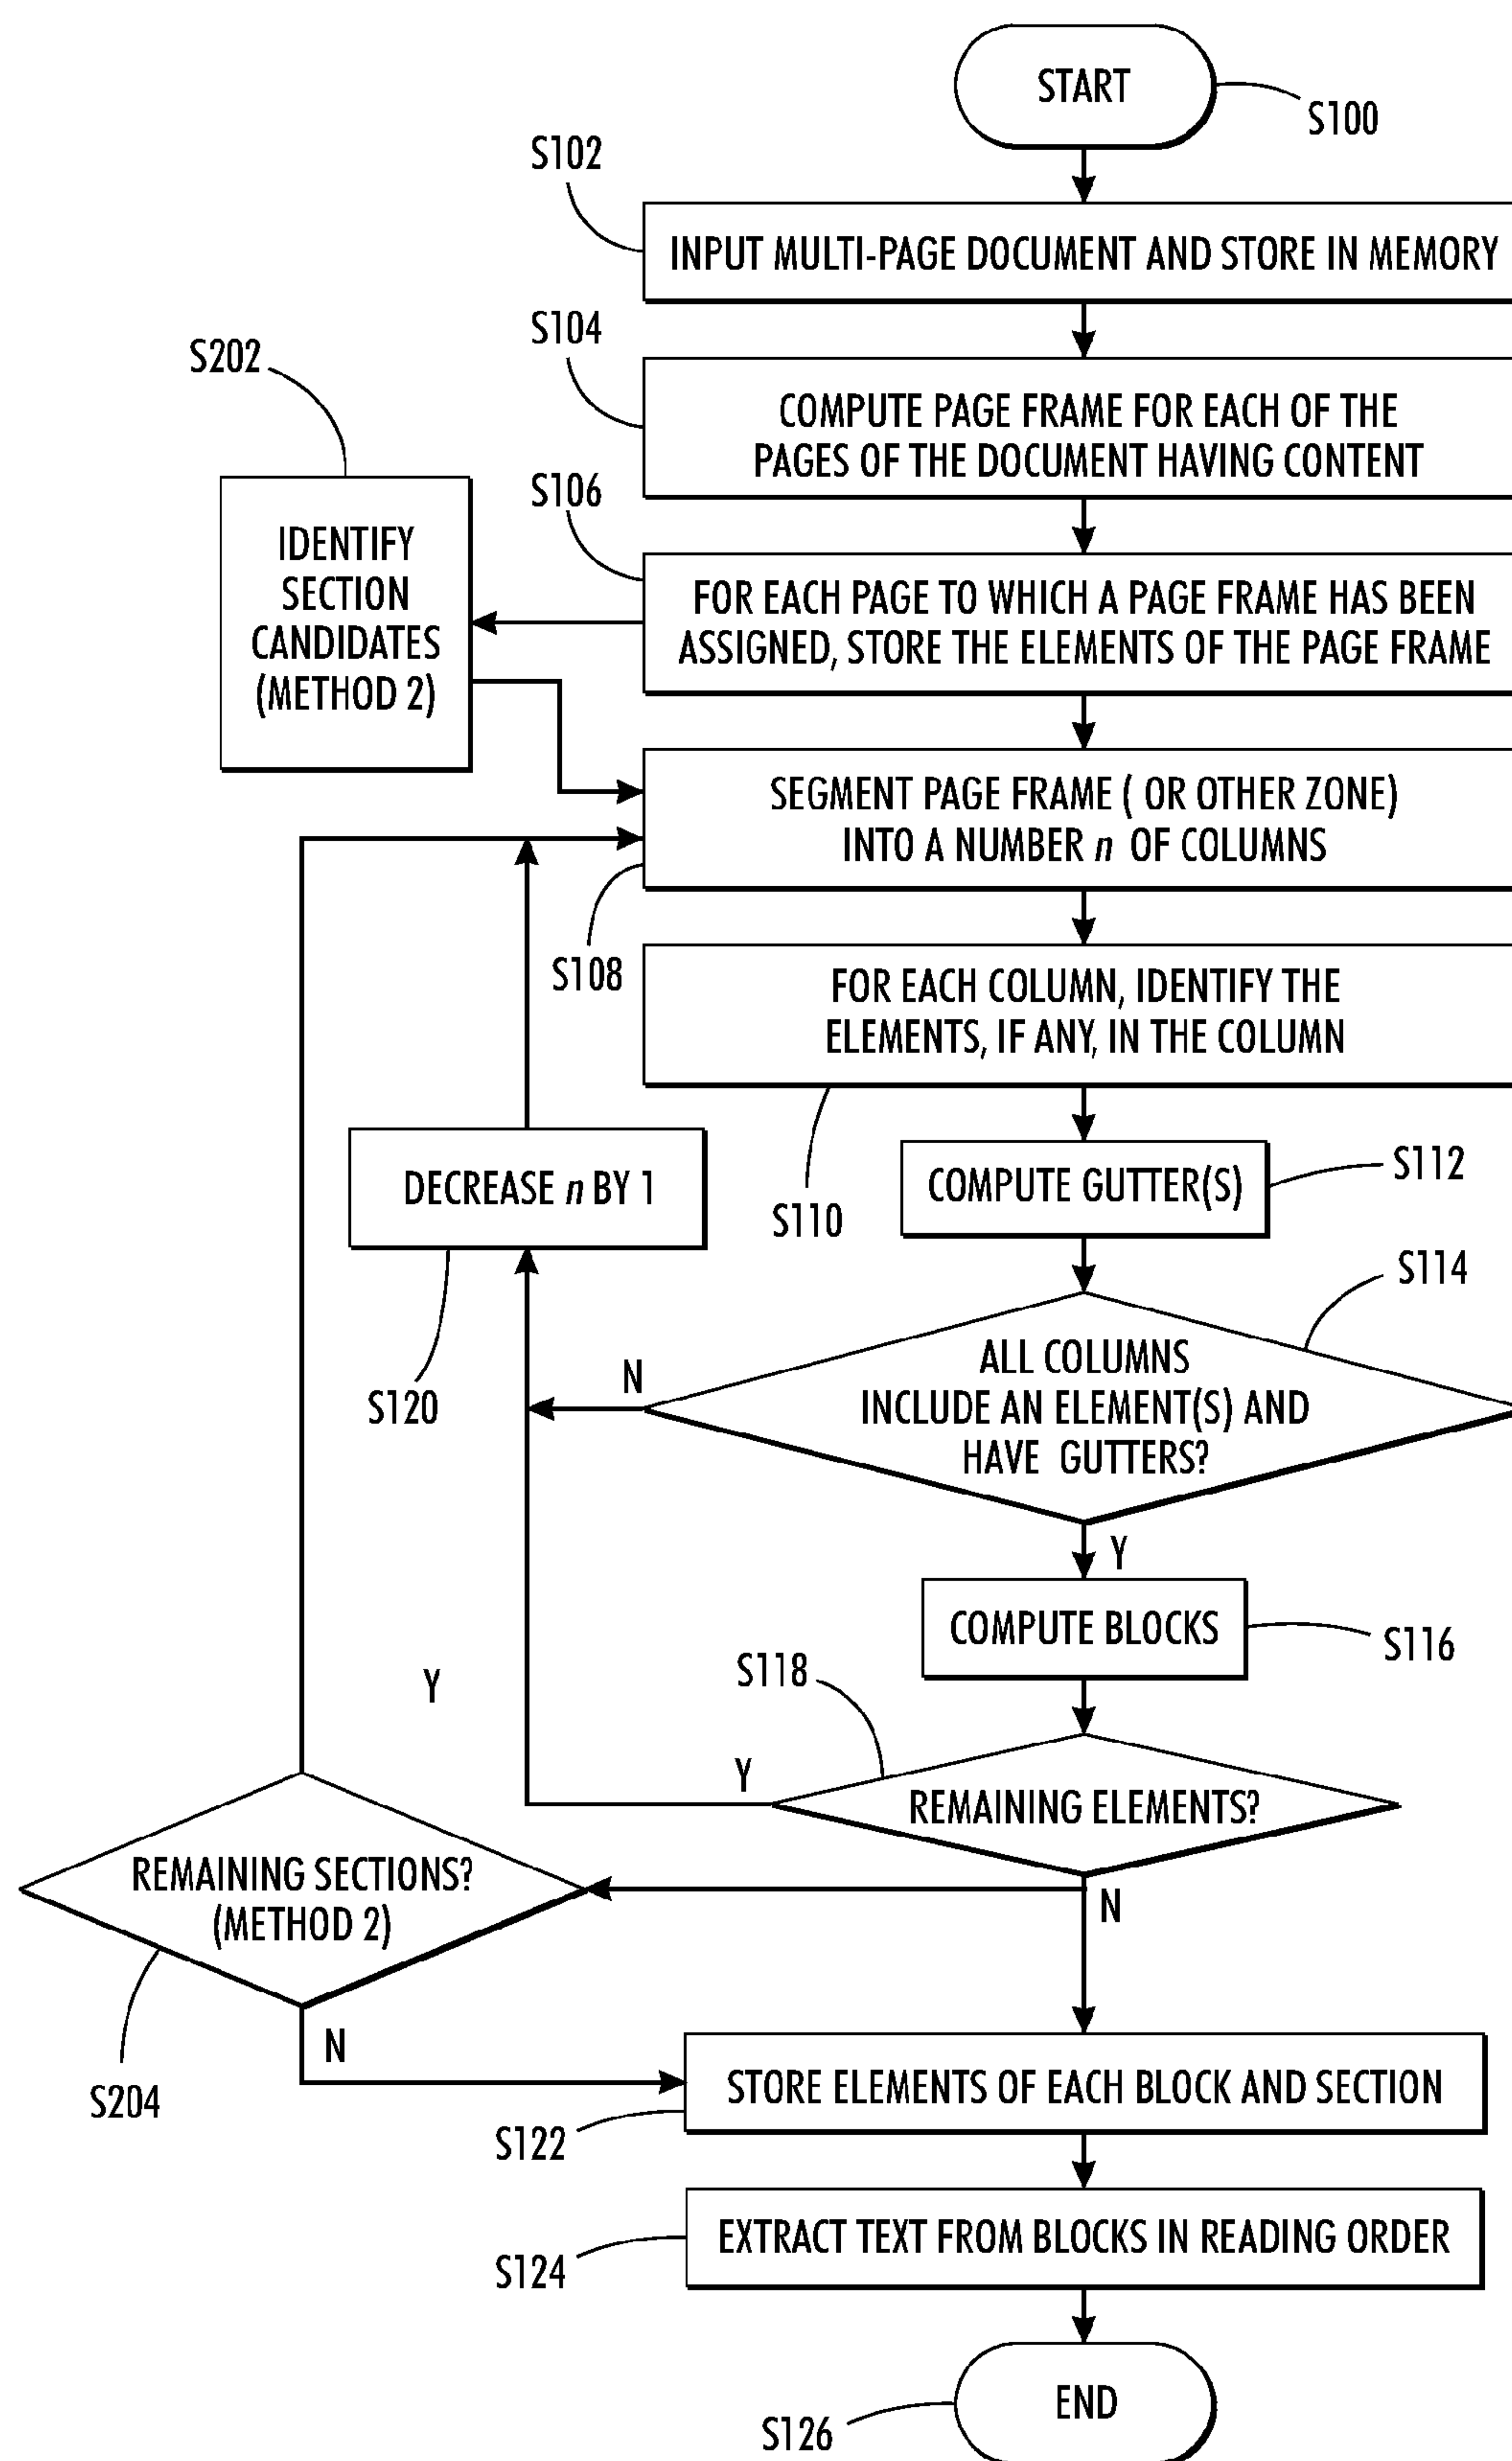 START
S100
S102
INPUT MULTI-PAGE DOCUMENT AND STORE IN MEMORY
S104
COMPUTE PAGE FRAME FOR EACH OF THE
PAGES OF THE DOCUMENT HAVING CONTENT
S202
S106
IDENTIFY
SECTION
CANDIDATES
(METHOD 2)
FOR EACH PAGE TO WHICH A PAGE FRAME HAS BEEN
ASSIGNED, STORE THE ELEMENTS OF THE PAGE FRAME
SEGMENT PAGE FRAME ( OR OTHER ZONE)
INTO A NUMBER n OF COLUMNS
S108
FOR EACH COLUMN, IDENTIFY THE
ELEMENTS, IF ANY, IN THE COLUMN
S110
DECREASE n BY 1
S120
COMPUTE GUTTER(S)
S112
S114
ALL COLUMNS
INCLUDE AN ELEMENT(S) AND
HAVE GUTTERS?
N
Y
COMPUTE BLOCKS
S116
S118
Y
Y
REMAINING ELEMENTS?
N
REMAINING SECTIONS?
(METHOD 2)
S204
N
STORE ELEMENTS OF EACH BLOCK AND SECTION
S122
EXTRACT TEXT FROM BLOCKS IN READING ORDER
S124
END
S126